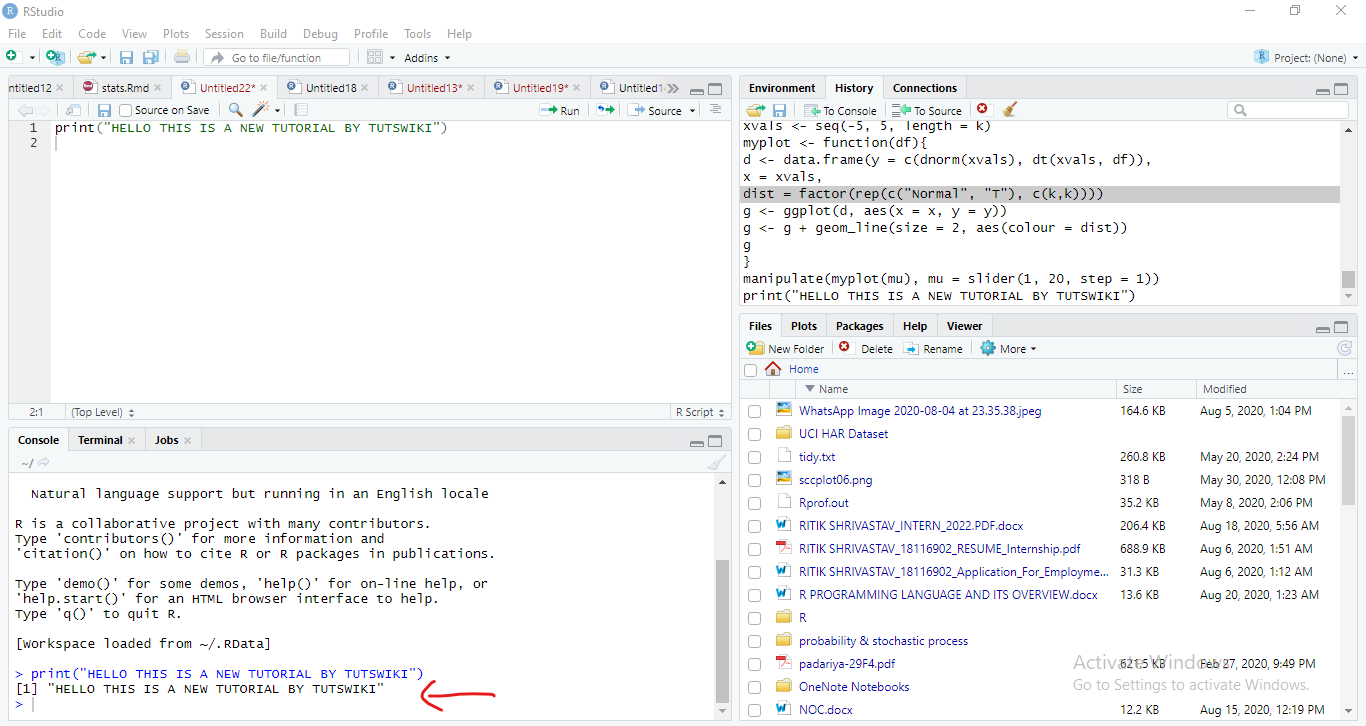 RStudio
File Edit Code View Plots Session Build Debug Profile Tools Help
Go to file/function Addins Project: (None)
ntitled12 stats.Rmd Untitled22* Untitled18 Untitled13* Untitled19* Untitled1
Source on Save Run Source
1 print("HELLO THIS IS A NEW TUTORIAL BY TUTSWIKI")
2
2:1 (Top Level) R Script
Console Terminal Jobs
~/
Natural language support but running in an English locale
R is a collaborative project with many contributors.
Type 'contributors()' for more information and
'citation()' on how to cite R or R packages in publications.
Type 'demo()' for some demos, 'help()' for on-line help, or
'help.start()' for an HTML browser interface to help.
Type 'q()' to quit R.
[Workspace loaded from ~/.RData]
> print("HELLO THIS IS A NEW TUTORIAL BY TUTSWIKI")
[1] "HELLO THIS IS A NEW TUTORIAL BY TUTSWIKI"
>
Environment History Connections
To Console To Source
xvals <- seq(-5, 5, length = k)
myplot <- function(df){
d <- data.frame(y = c(dnorm(xvals), dt(xvals, df)),
x = xvals,
dist = factor(rep(c("Normal", "T"), c(k,k))))
g <- ggplot(d, aes(x = x, y = y))
g <- g + geom_line(size = 2, aes(colour = dist))
g
}
manipulate(myplot(mu), mu = slider(1, 20, step = 1))
print("HELLO THIS IS A NEW TUTORIAL BY TUTSWIKI")
Files Plots Packages Help Viewer
New Folder Delete Rename More
Home ...
Name Size Modified
WhatsApp Image 2020-08-04 at 23.35.38.jpeg 164.6 KB Aug 5, 2020, 1:04 PM
UCI HAR Dataset
tidy.txt 260.8 KB May 20, 2020, 2:24 PM
sccplot06.png 318 B May 30, 2020, 12:08 PM
Rprof.out 35.2 KB May 8, 2020, 2:06 PM
RITIK SHRIVASTAV_INTERN_2022.PDF.docx 206.4 KB Aug 18, 2020, 5:56 AM
RITIK SHRIVASTAV_18116902_RESUME_Internship.pdf 688.9 KB Aug 6, 2020, 1:51 AM
RITIK SHRIVASTAV_18116902_Application_For_Employme... 31.3 KB Aug 6, 2020, 1:12 AM
R PROGRAMMING LANGUAGE AND ITS OVERVIEW.docx 13.6 KB Aug 20, 2020, 1:23 AM
R
probability & stochastic process
padariya-29F4.pdf 621.5 KB Feb 27, 2020, 9:49 PM
OneNote Notebooks
NOC.docx 12.2 KB Aug 15, 2020, 12:19 PM
Activate Windows
Go to Settings to activate Windows.